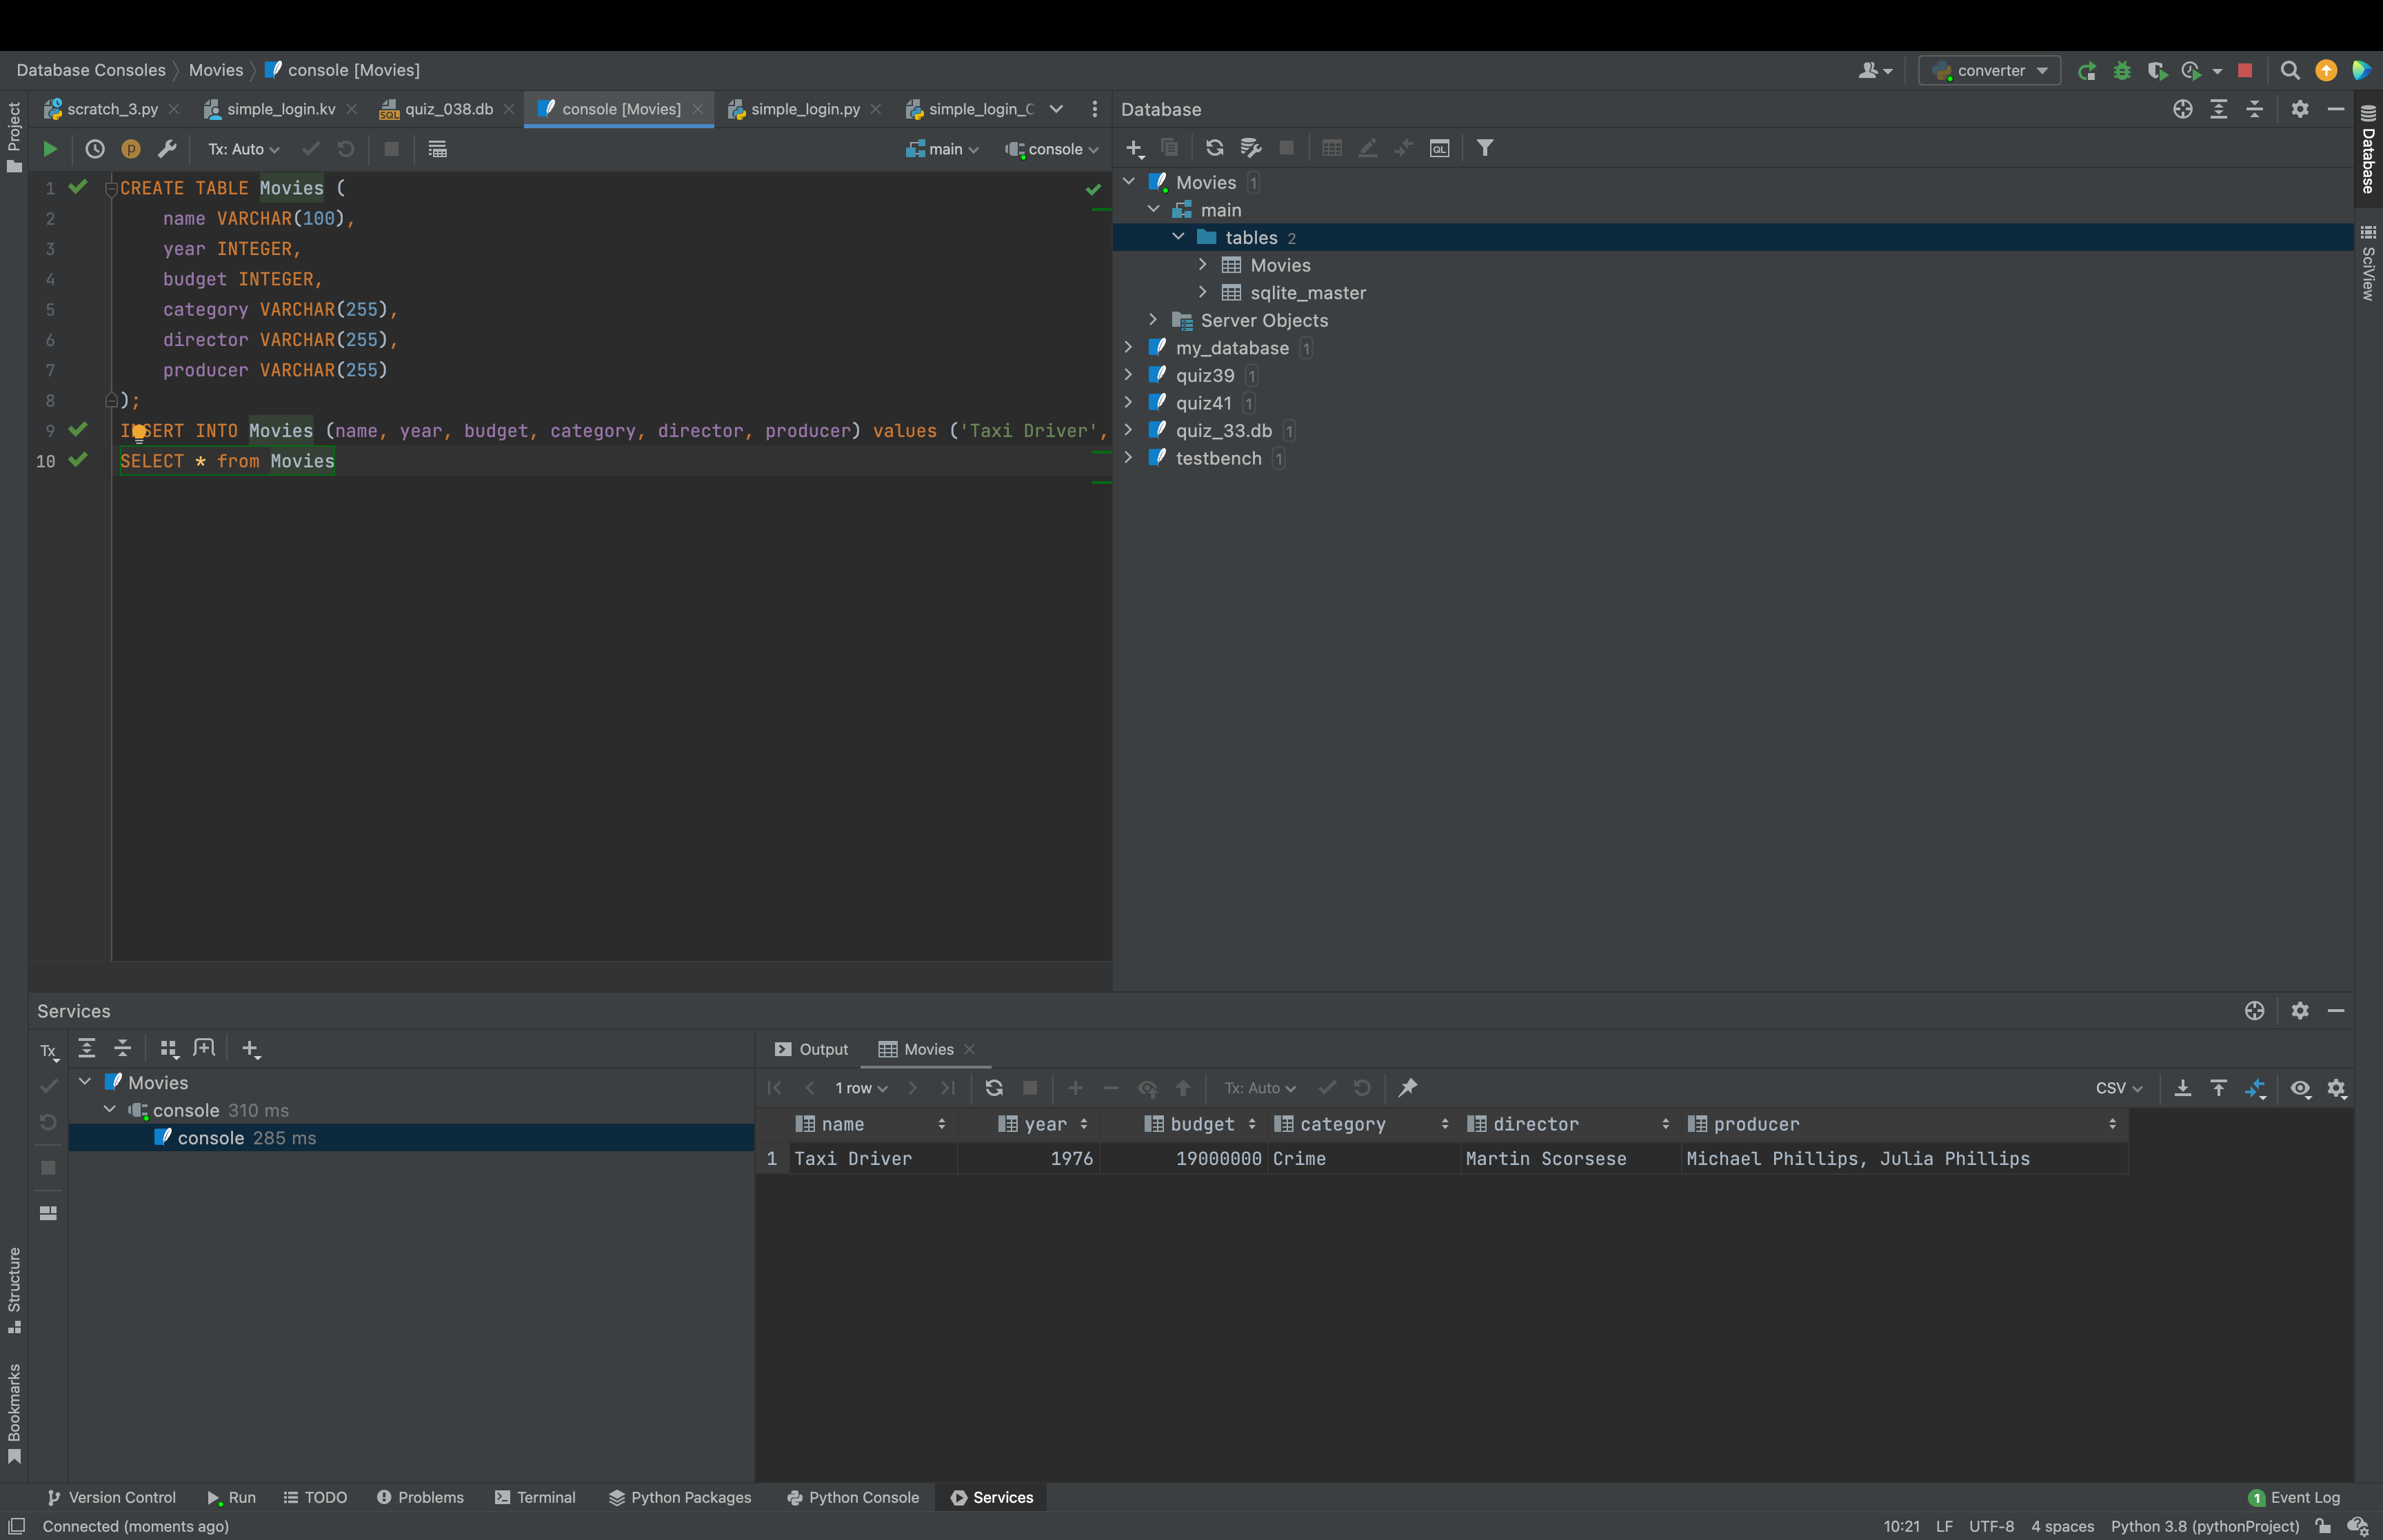 Database Consoles Movies console [Movies] converter
Project
scratch_3.py simple_login.kv quiz_038.db console [Movies] simple_login.py simple_login_C
Database
Tx: Auto main console
1 CREATE TABLE Movies (
2 name VARCHAR(100),
3 year INTEGER,
4 budget INTEGER,
5 category VARCHAR(255),
6 director VARCHAR(255),
7 producer VARCHAR(255)
8 );
9 INSERT INTO Movies (name, year, budget, category, director, producer) values ('Taxi Driver',
10 SELECT * from Movies
Movies 1
main
tables 2
Movies
sqlite_master
Server Objects
my_database 1
quiz39 1
quiz41 1
quiz_33.db 1
testbench 1
Database
SciView
Services
Tx
Movies
console 310 ms
console 285 ms
Output Movies
1 row Tx: Auto CSV
name year budget category director producer
1 Taxi Driver 1976 19000000 Crime Martin Scorsese Michael Phillips, Julia Phillips
Structure
Bookmarks
Version Control Run TODO Problems Terminal Python Packages Python Console Services 1 Event Log
Connected (moments ago) 10:21 LF UTF-8 4 spaces Python 3.8 (pythonProject)